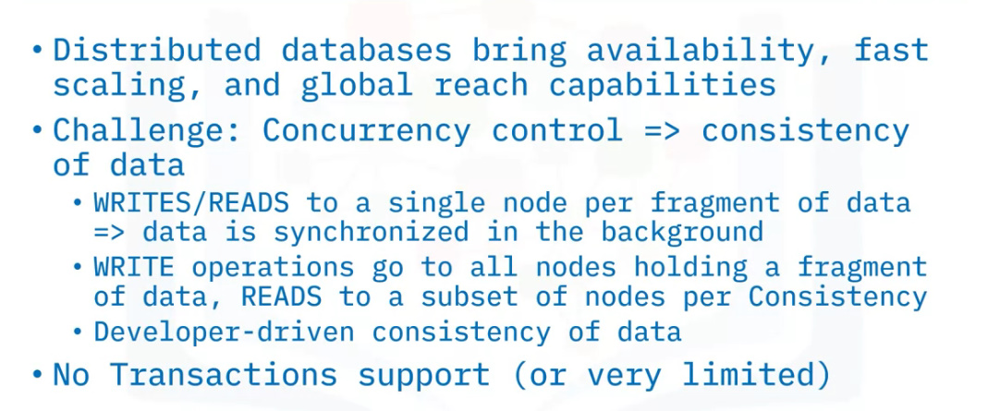 • Distributed databases bring availability, fast
scaling, and global reach capabilities
• Challenge: Concurrency control => consistency
of data
• WRITES/READS to a single node per fragment of data
=> data is synchronized in the background
• WRITE operations go to all nodes holding a fragment
of data, READS to a subset of nodes per Consistency
• Developer-driven consistency of data
• No Transactions support (or very limited)